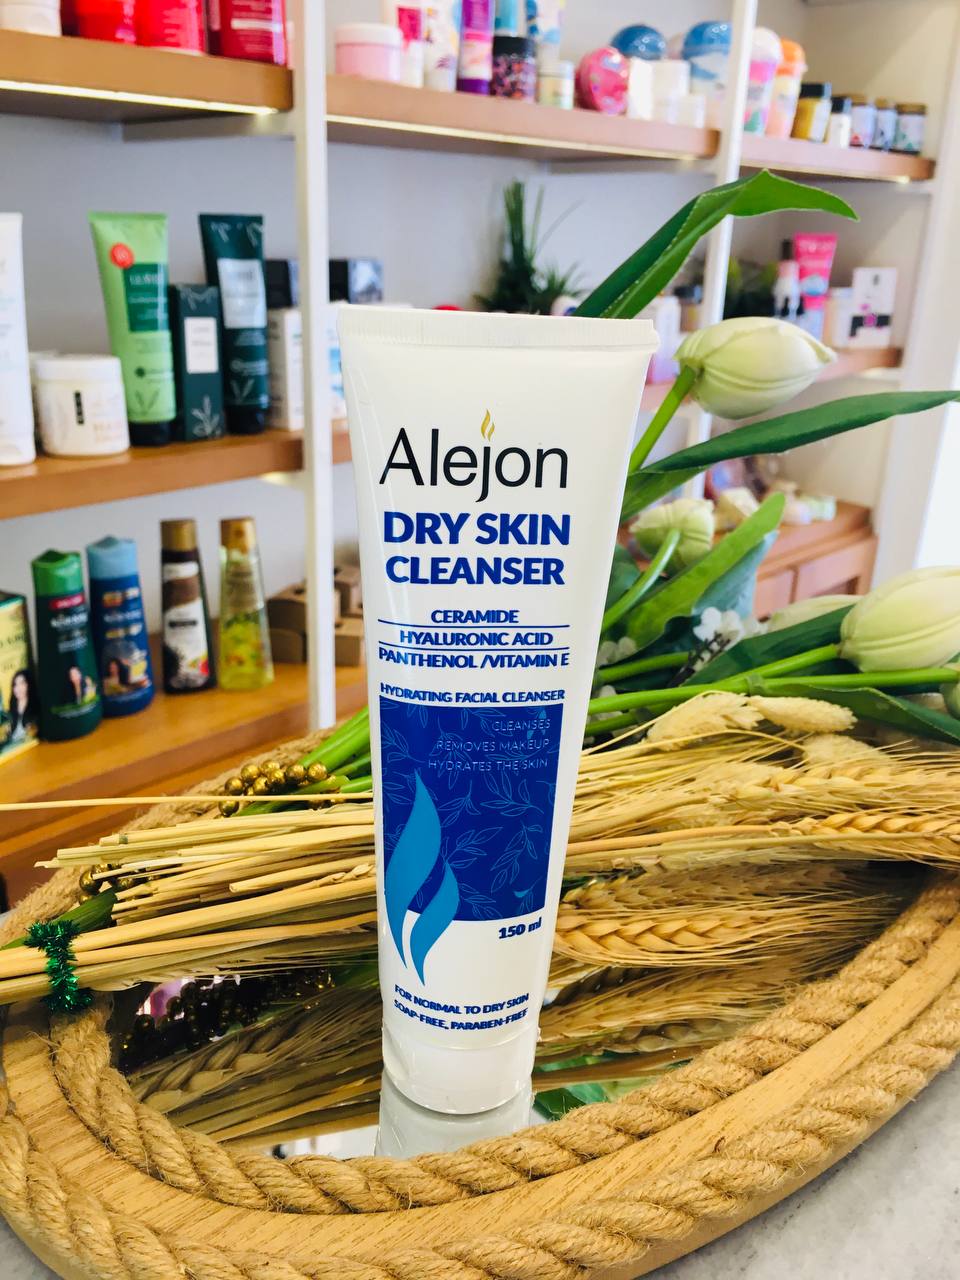 Alejon
DRY SKIN
CLEANSER
CERAMIDE
HYALURONIC ACID
PANTHENOL /VITAMIN E
HYDRATING FACIAL CLEANSER
CLEANSES
REMOVES MAKEUP
HYDRATES THE SKIN
150 ml
FOR NORMAL TO DRY SKIN
SOAP-FREE, PARABEN-FREE